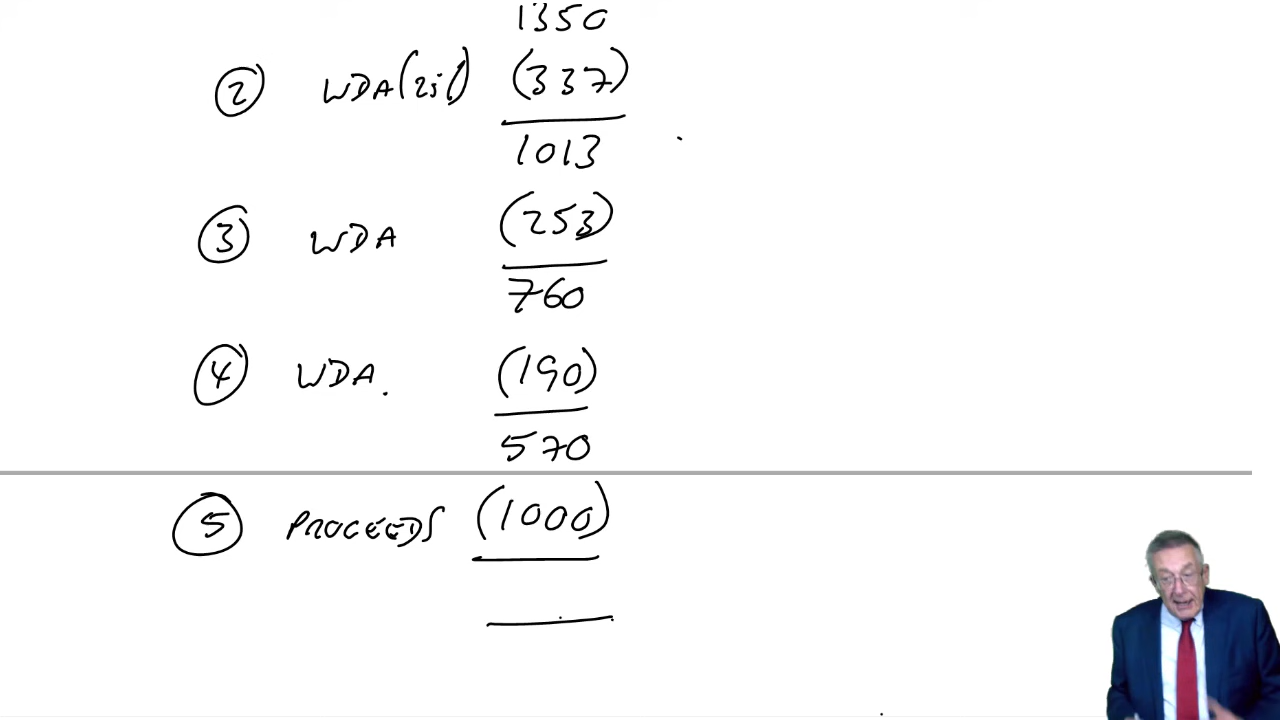 1350
② WDA(25%) (337)
1013
③ WDA (253)
760
④ WDA. (190)
570
⑤ PROCEEDS (1000)